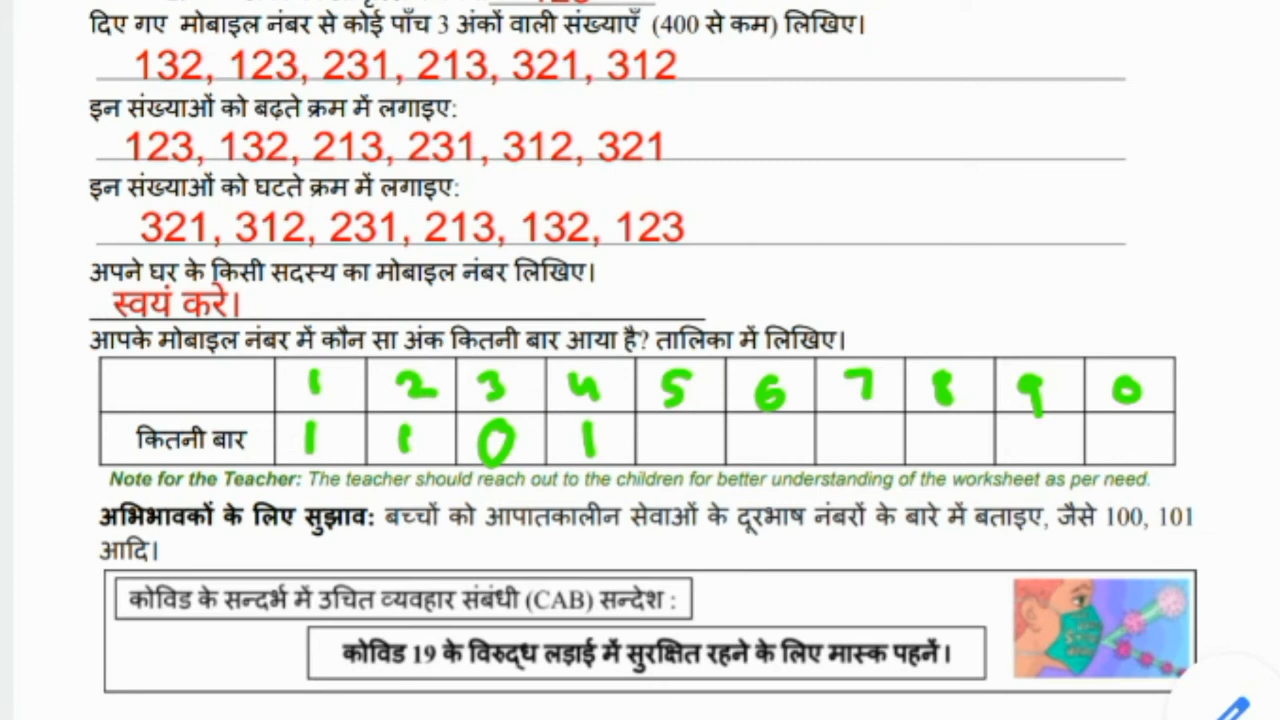 दिए गए मोबाइल नंबर से कोई पाँच 3 अंकों वाली संख्याएँ (400 से कम) लिखिए।
132, 123, 231, 213, 321, 312
इन संख्याओं को बढ़ते क्रम में लगाइए:
123, 132, 213, 231, 312, 321
इन संख्याओं को घटते क्रम में लगाइए:
321, 312, 231, 213, 132, 123
अपने घर के किसी सदस्य का मोबाइल नंबर लिखिए।
स्वयं करे।
आपके मोबाइल नंबर में कौन सा अंक कितनी बार आया है? तालिका में लिखिए।
1 2 3 4 5 6 7 8 9 0
कितनी बार 1 1 0 1
Note for the Teacher: The teacher should reach out to the children for better understanding of the worksheet as per need.
अभिभावकों के लिए सुझाव: बच्चों को आपातकालीन सेवाओं के दूरभाष नंबरों के बारे में बताइए, जैसे 100, 101
आदि।
कोविड के सन्दर्भ में उचित व्यवहार संबंधी (CAB) सन्देश :
कोविड 19 के विरुद्ध लड़ाई में सुरक्षित रहने के लिए मास्क पहनें।